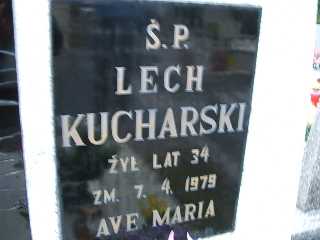 Ś.P.
LECH
KUCHARSKI
ŻYŁ LAT 34
ZM. 7. 4. 1979
AVE MARIA